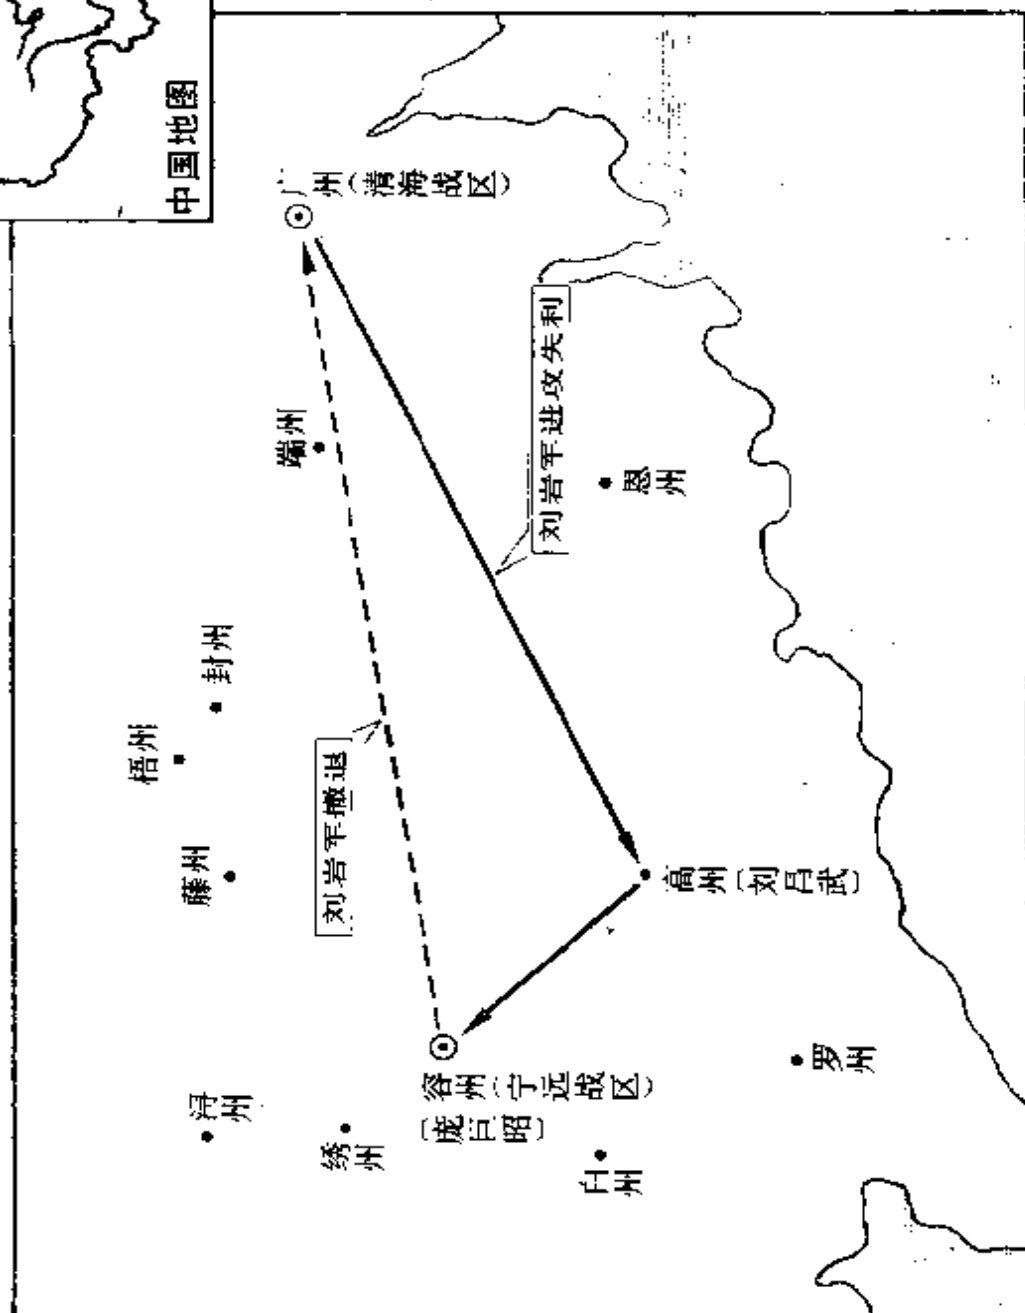 中国地图
广州(清海战区)
端州
封州
梧州
藤州
浔州
绣州
容州(宁远战区)
〔庞巨昭〕
白州
罗州
高州〔刘昌武〕
恩州
刘岩军撤退
刘岩军进攻失利